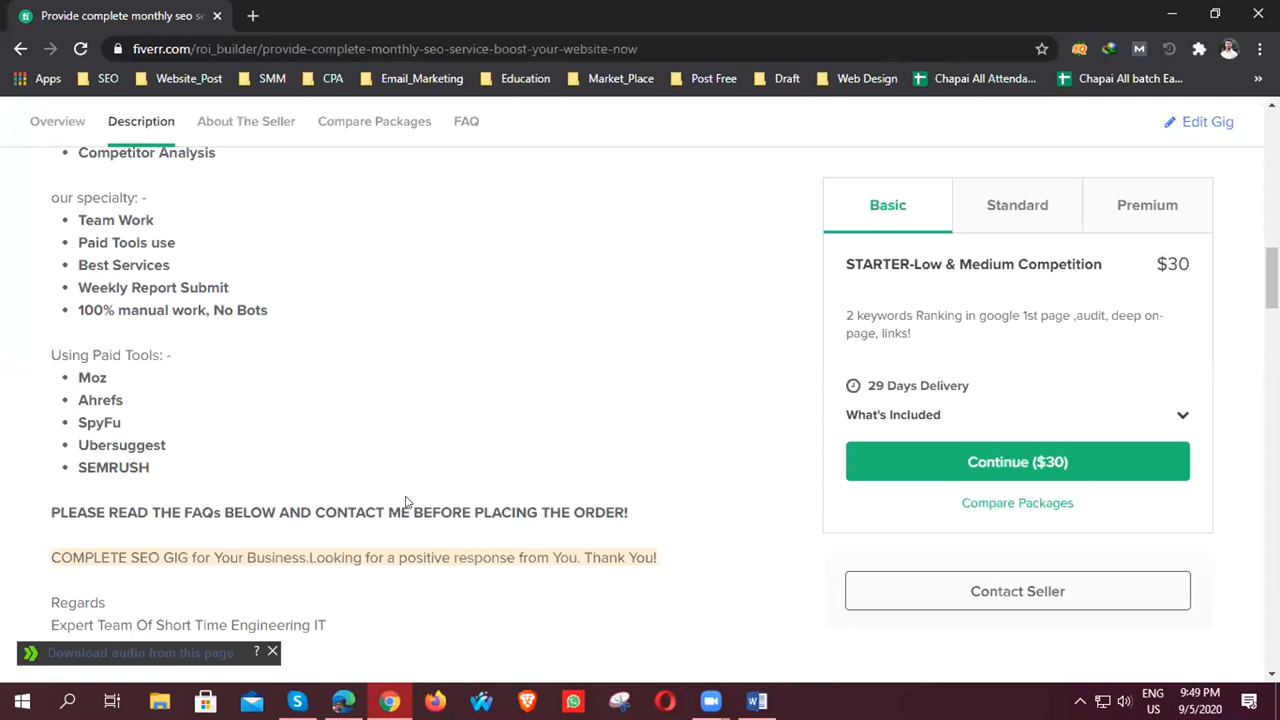 Provide complete monthly seo se
fiverr.com/roi_builder/provide-complete-monthly-seo-service-boost-your-website-now
Apps
SEO
Website_Post
SMM
CPA
Email_Marketing
Education
Market_Place
Post Free
Draft
Web Design
Chapai All Attenda...
Chapai All batch Ea...
»
Overview
Description
About The Seller
Compare Packages
FAQ
Edit Gig
• Competitor Analysis
our specialty: -
• Team Work
• Paid Tools use
• Best Services
• Weekly Report Submit
• 100% manual work, No Bots
Using Paid Tools: -
• Moz
• Ahrefs
• SpyFu
• Ubersuggest
• SEMRUSH
PLEASE READ THE FAQs BELOW AND CONTACT ME BEFORE PLACING THE ORDER!
COMPLETE SEO GIG for Your Business.Looking for a positive response from You. Thank You!
Regards
Expert Team Of Short Time Engineering IT
Basic
Standard
Premium
STARTER-Low & Medium Competition
$30
2 keywords Ranking in google 1st page ,audit, deep on-
page, links!
29 Days Delivery
What's Included
Continue ($30)
Compare Packages
Contact Seller
Download audio from this page
?
ENG
US
9:49 PM
9/5/2020